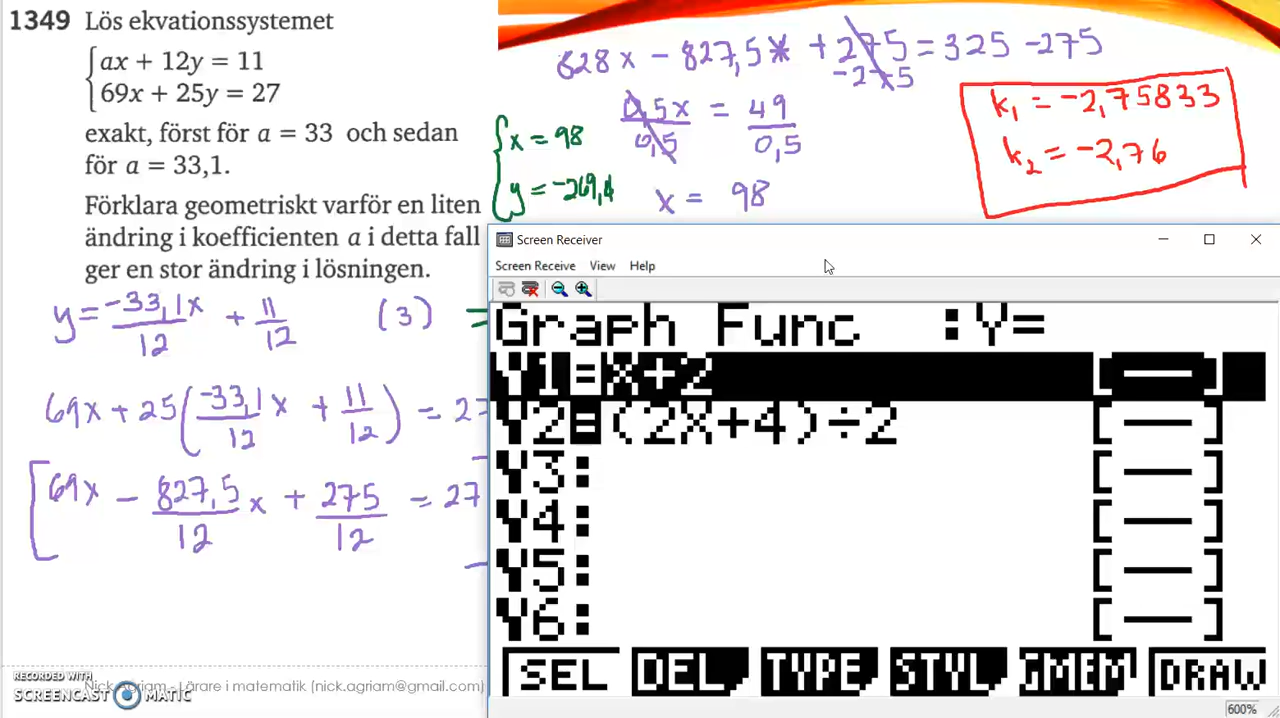 1349 Lös ekvationssystemet
ax + 12y = 11
69x + 25y = 27
exakt, först för a = 33 och sedan
för a = 33,1.
Förklara geometriskt varför en liten
ändring i koefficienten a i detta fall
ger en stor ändring i lösningen.
y = -33,1x/12 + 11/12 (3)
69x + 25(-33,1x/12 + 11/12) = 27
69x - 827,5/12 x + 275/12 = 27
828x - 827,5x + 275 = 325 - 275
-275
0,5x/0,5 = 49/0,5
x = 98
x = 98
y = -269,4
k1 = -2,75833
k2 = -2,76
Screen Receiver
Screen Receive View Help
Graph Func :Y=
Y1=X+2 [—]
Y2=(2X+4)÷2 [—]
Y3: [—]
Y4: [—]
Y5: [—]
Y6: [—]
SEL DEL TYPE STYL GMEM DRAW
600%
RECORDED WITH
SCREENCAST MATIC
Nick Agriam - Lärare i matematik (nick.agriam@gmail.com)